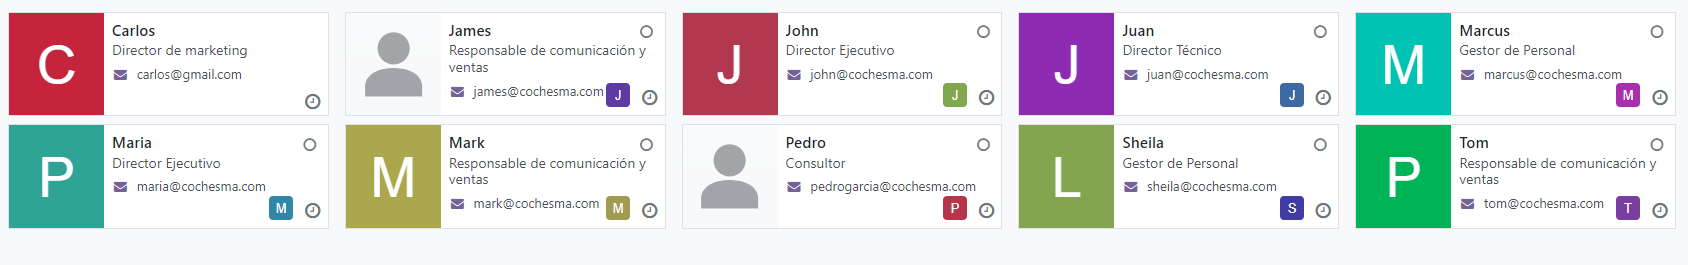 C
Carlos
Director de marketing
carlos@gmail.com
James
Responsable de comunicación y
ventas
james@cochesma.com
J
J
John
Director Ejecutivo
john@cochesma.com
J
J
Juan
Director Técnico
juan@cochesma.com
J
M
Marcus
Gestor de Personal
marcus@cochesma.com
M
P
Maria
Director Ejecutivo
maria@cochesma.com
M
M
Mark
Responsable de comunicación y
ventas
mark@cochesma.com
M
Pedro
Consultor
pedrogarcia@cochesma.com
P
L
Sheila
Gestor de Personal
sheila@cochesma.com
S
P
Tom
Responsable de comunicación y
ventas
tom@cochesma.com
T